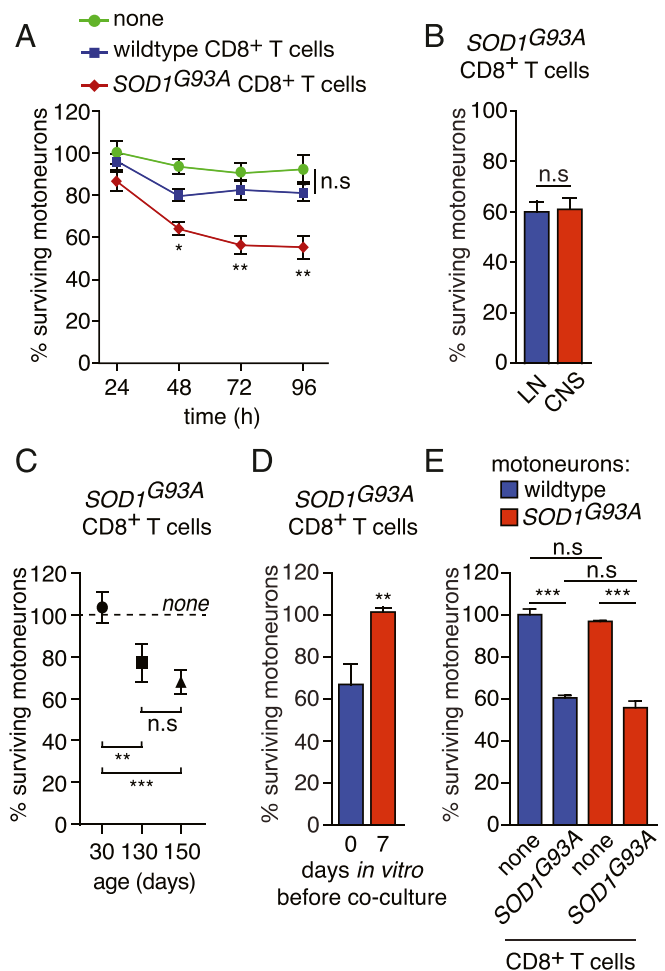 A
none
wildtype CD8+ T cells
SOD1G93A CD8+ T cells
% surviving motoneurons
120
100
80
60
40
20
0
n.s
*
**
**
24 48 72 96
time (h)
B
SOD1G93A
CD8+ T cells
% surviving motoneurons
100
80
60
40
20
0
n.s
LN CNS
C
SOD1G93A
CD8+ T cells
% surviving motoneurons
120
100
80
60
40
20
0
none
n.s
**
***
30 130 150
age (days)
D
SOD1G93A
CD8+ T cells
% surviving motoneurons
120
100
80
60
40
20
0
**
0 7
days in vitro
before co-culture
E
motoneurons:
wildtype
SOD1G93A
% surviving motoneurons
120
100
80
60
40
20
0
n.s
n.s
*** ***
none SOD1G93A none SOD1G93A
CD8+ T cells